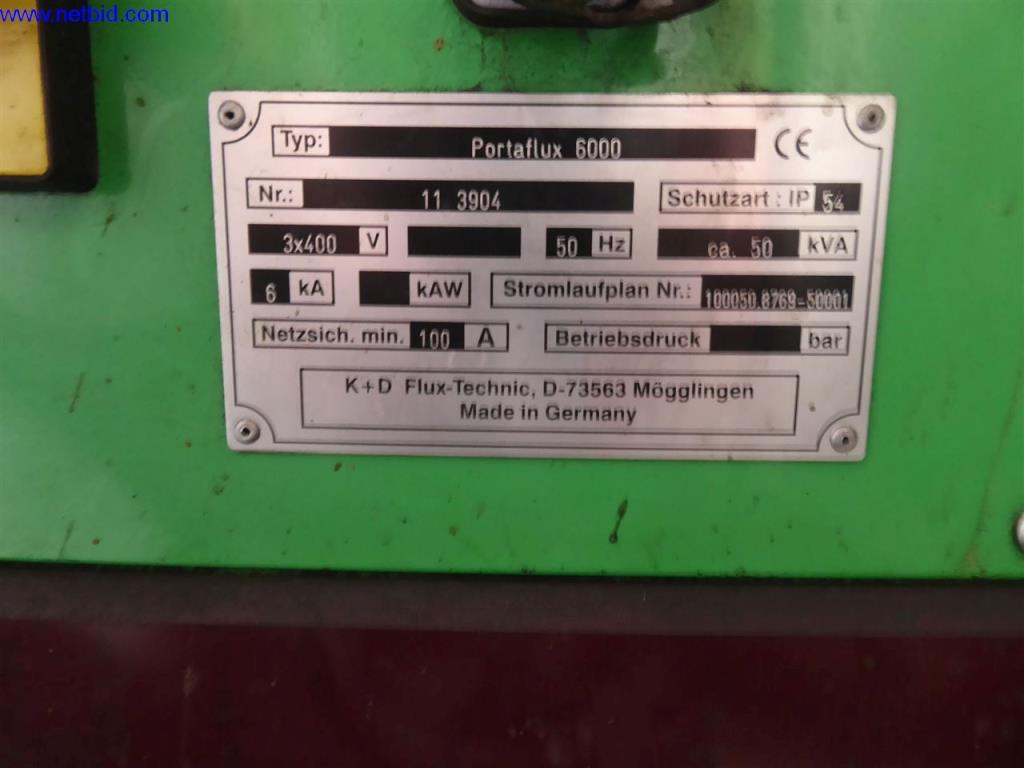 www.netbid.com
Typ: Portaflux 6000 CE
Nr.: 11 3904 Schutzart : IP 54
3x400 V 50 Hz ca. 50 kVA
6 kA kAW Stromlaufplan Nr.: 100050.8769-50001
Netzsich. min. 100 A Betriebsdruck bar
K+D Flux-Technic, D-73563 Mögglingen
Made in Germany